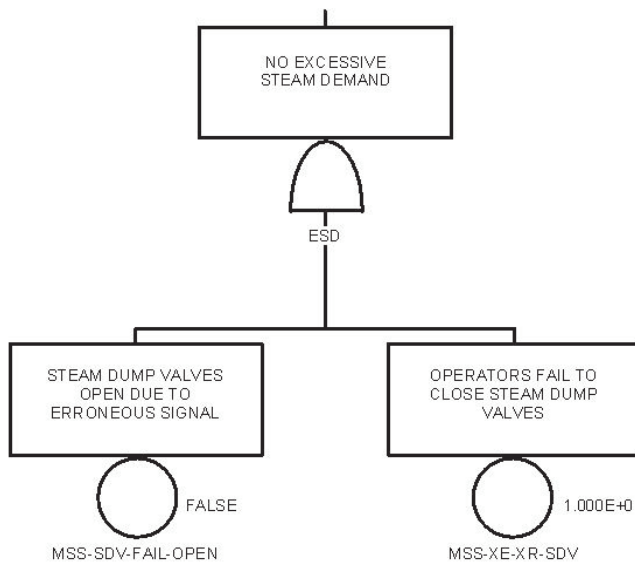 NO EXCESSIVE
STEAM DEMAND
ESD
STEAM DUMP VALVES
OPEN DUE TO
ERRONEOUS SIGNAL
OPERATORS FAIL TO
CLOSE STEAM DUMP
VALVES
FALSE
1.000E+0
MSS-SDV-FAIL-OPEN
MSS-XE-XR-SDV